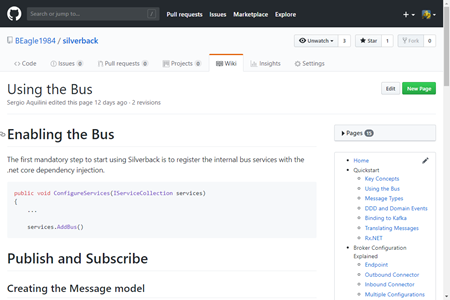 Search or jump to...
/
Pull requests Issues Marketplace Explore
BEagle1984 / silverback
Unwatch 3 Star 1 Fork 0
Code Issues 0 Pull requests 0 Projects 0 Wiki Insights Settings
Using the Bus
Edit New Page
Sergio Aquilini edited this page 12 days ago · 2 revisions
Enabling the Bus
The first mandatory step to start using Silverback is to register the internal bus services with the
.net core dependency injection.
public void ConfigureServices(IServiceCollection services)
{
...
services.AddBus()
Publish and Subscribe
Creating the Message model
Pages 15
Home
Quickstart
Key Concepts
Using the Bus
Message Types
DDD and Domain Events
Binding to Kafka
Translating Messages
Rx.NET
Broker Configuration
Explained
Endpoint
Outbound Connector
Inbound Connector
Multiple Configurations